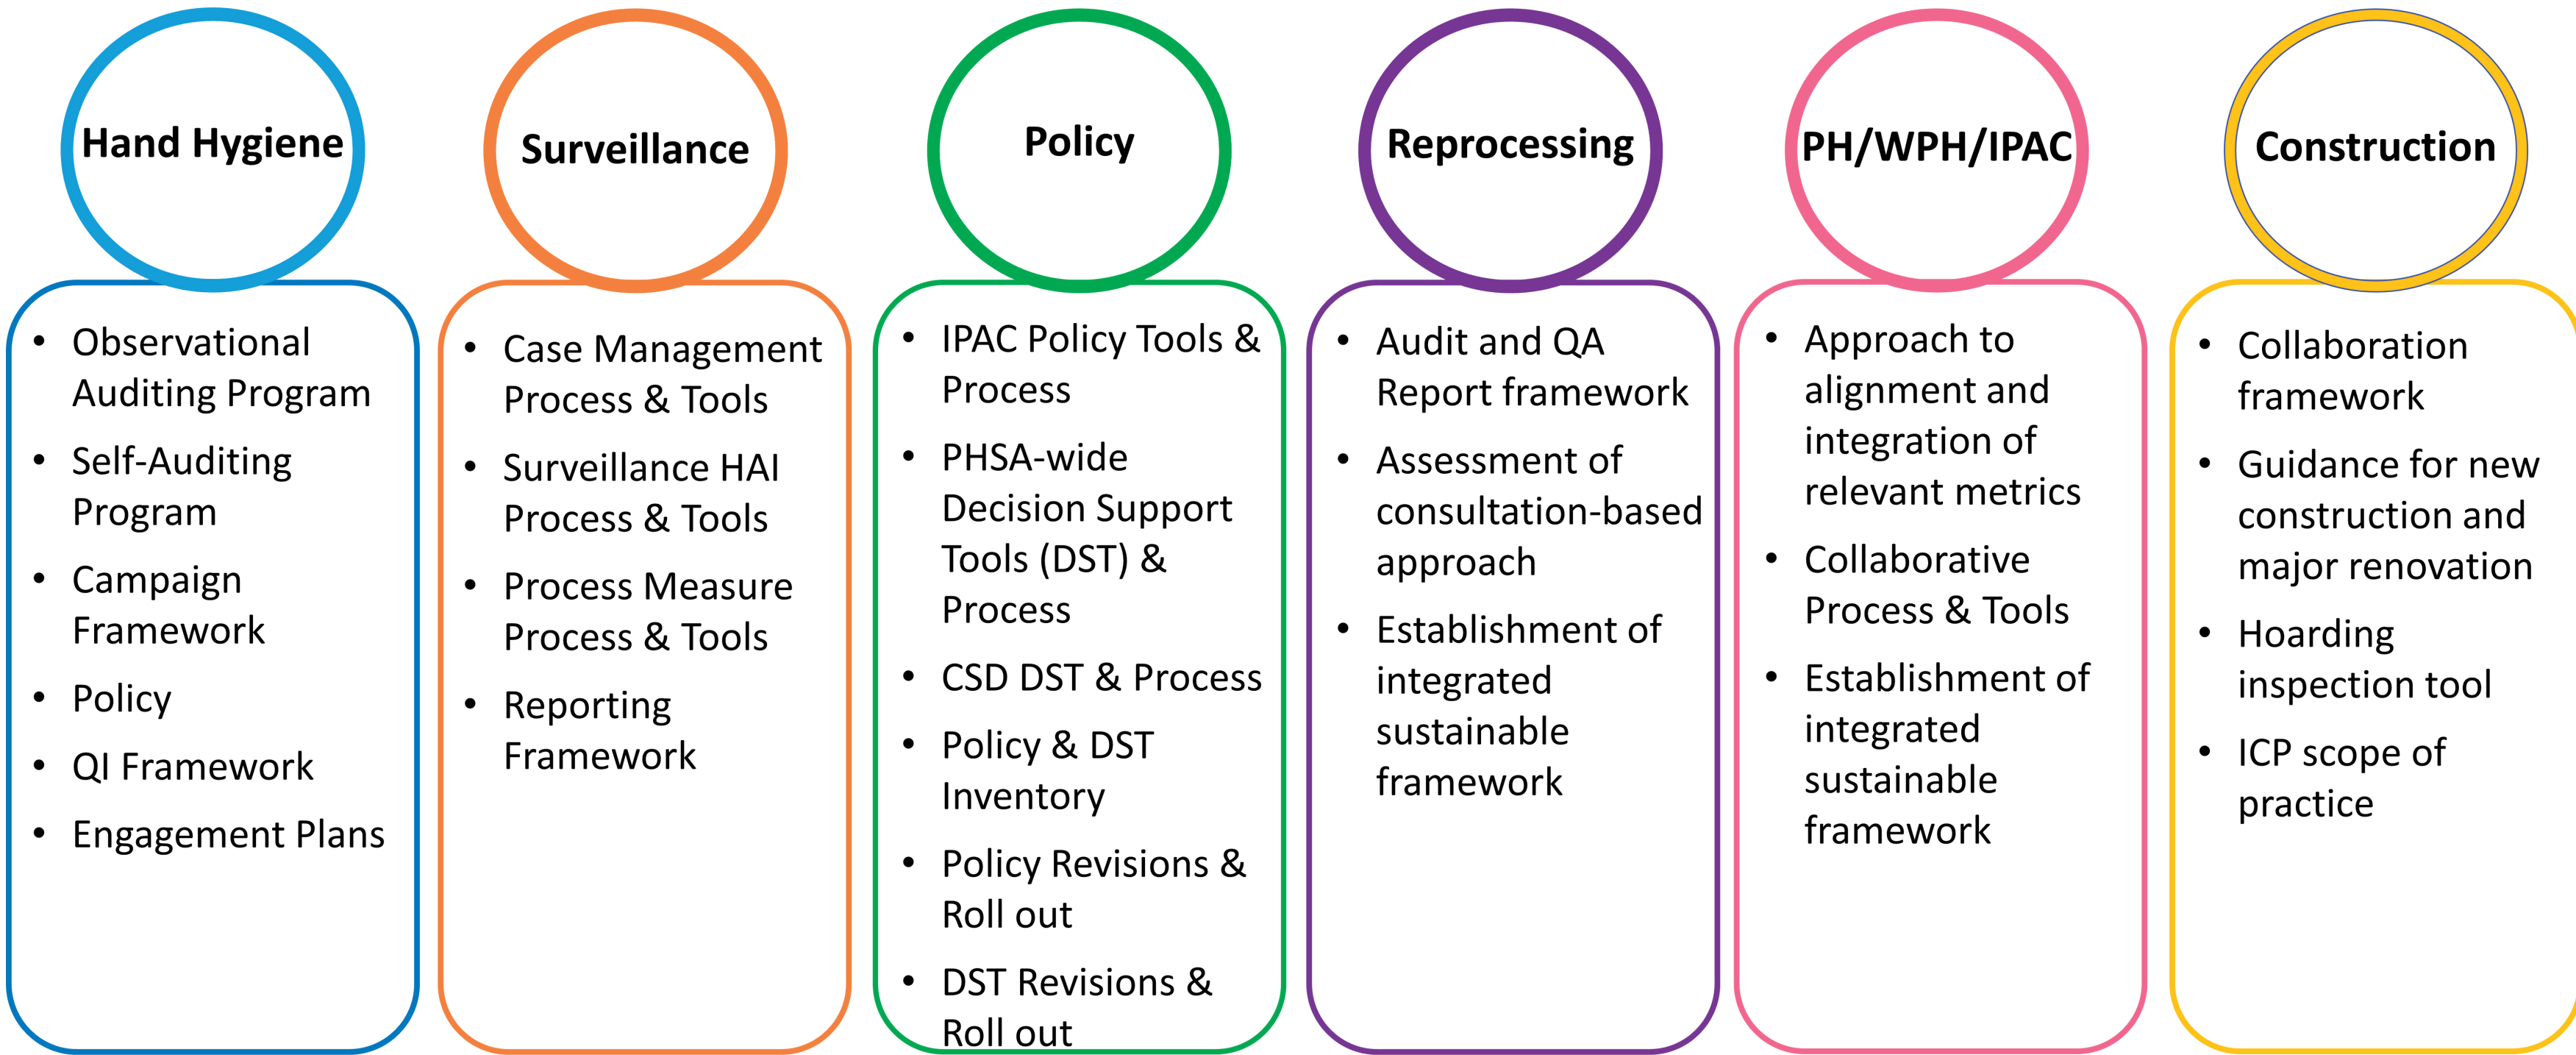 Hand Hygiene
• Observational
Auditing Program
• Self-Auditing
Program
• Campaign
Framework
• Policy
• QI Framework
• Engagement Plans
Surveillance
• Case Management
Process & Tools
• Surveillance HAI
Process & Tools
• Process Measure
Process & Tools
• Reporting
Framework
Policy
• IPAC Policy Tools &
Process
• PHSA-wide
Decision Support
Tools (DST) &
Process
• CSD DST & Process
• Policy & DST
Inventory
• Policy Revisions &
Roll out
• DST Revisions &
Roll out
Reprocessing
• Audit and QA
Report framework
• Assessment of
consultation-based
approach
• Establishment of
integrated
sustainable
framework
PH/WPH/IPAC
• Approach to
alignment and
integration of
relevant metrics
• Collaborative
Process & Tools
• Establishment of
integrated
sustainable
framework
Construction
• Collaboration
framework
• Guidance for new
construction and
major renovation
• Hoarding
inspection tool
• ICP scope of
practice